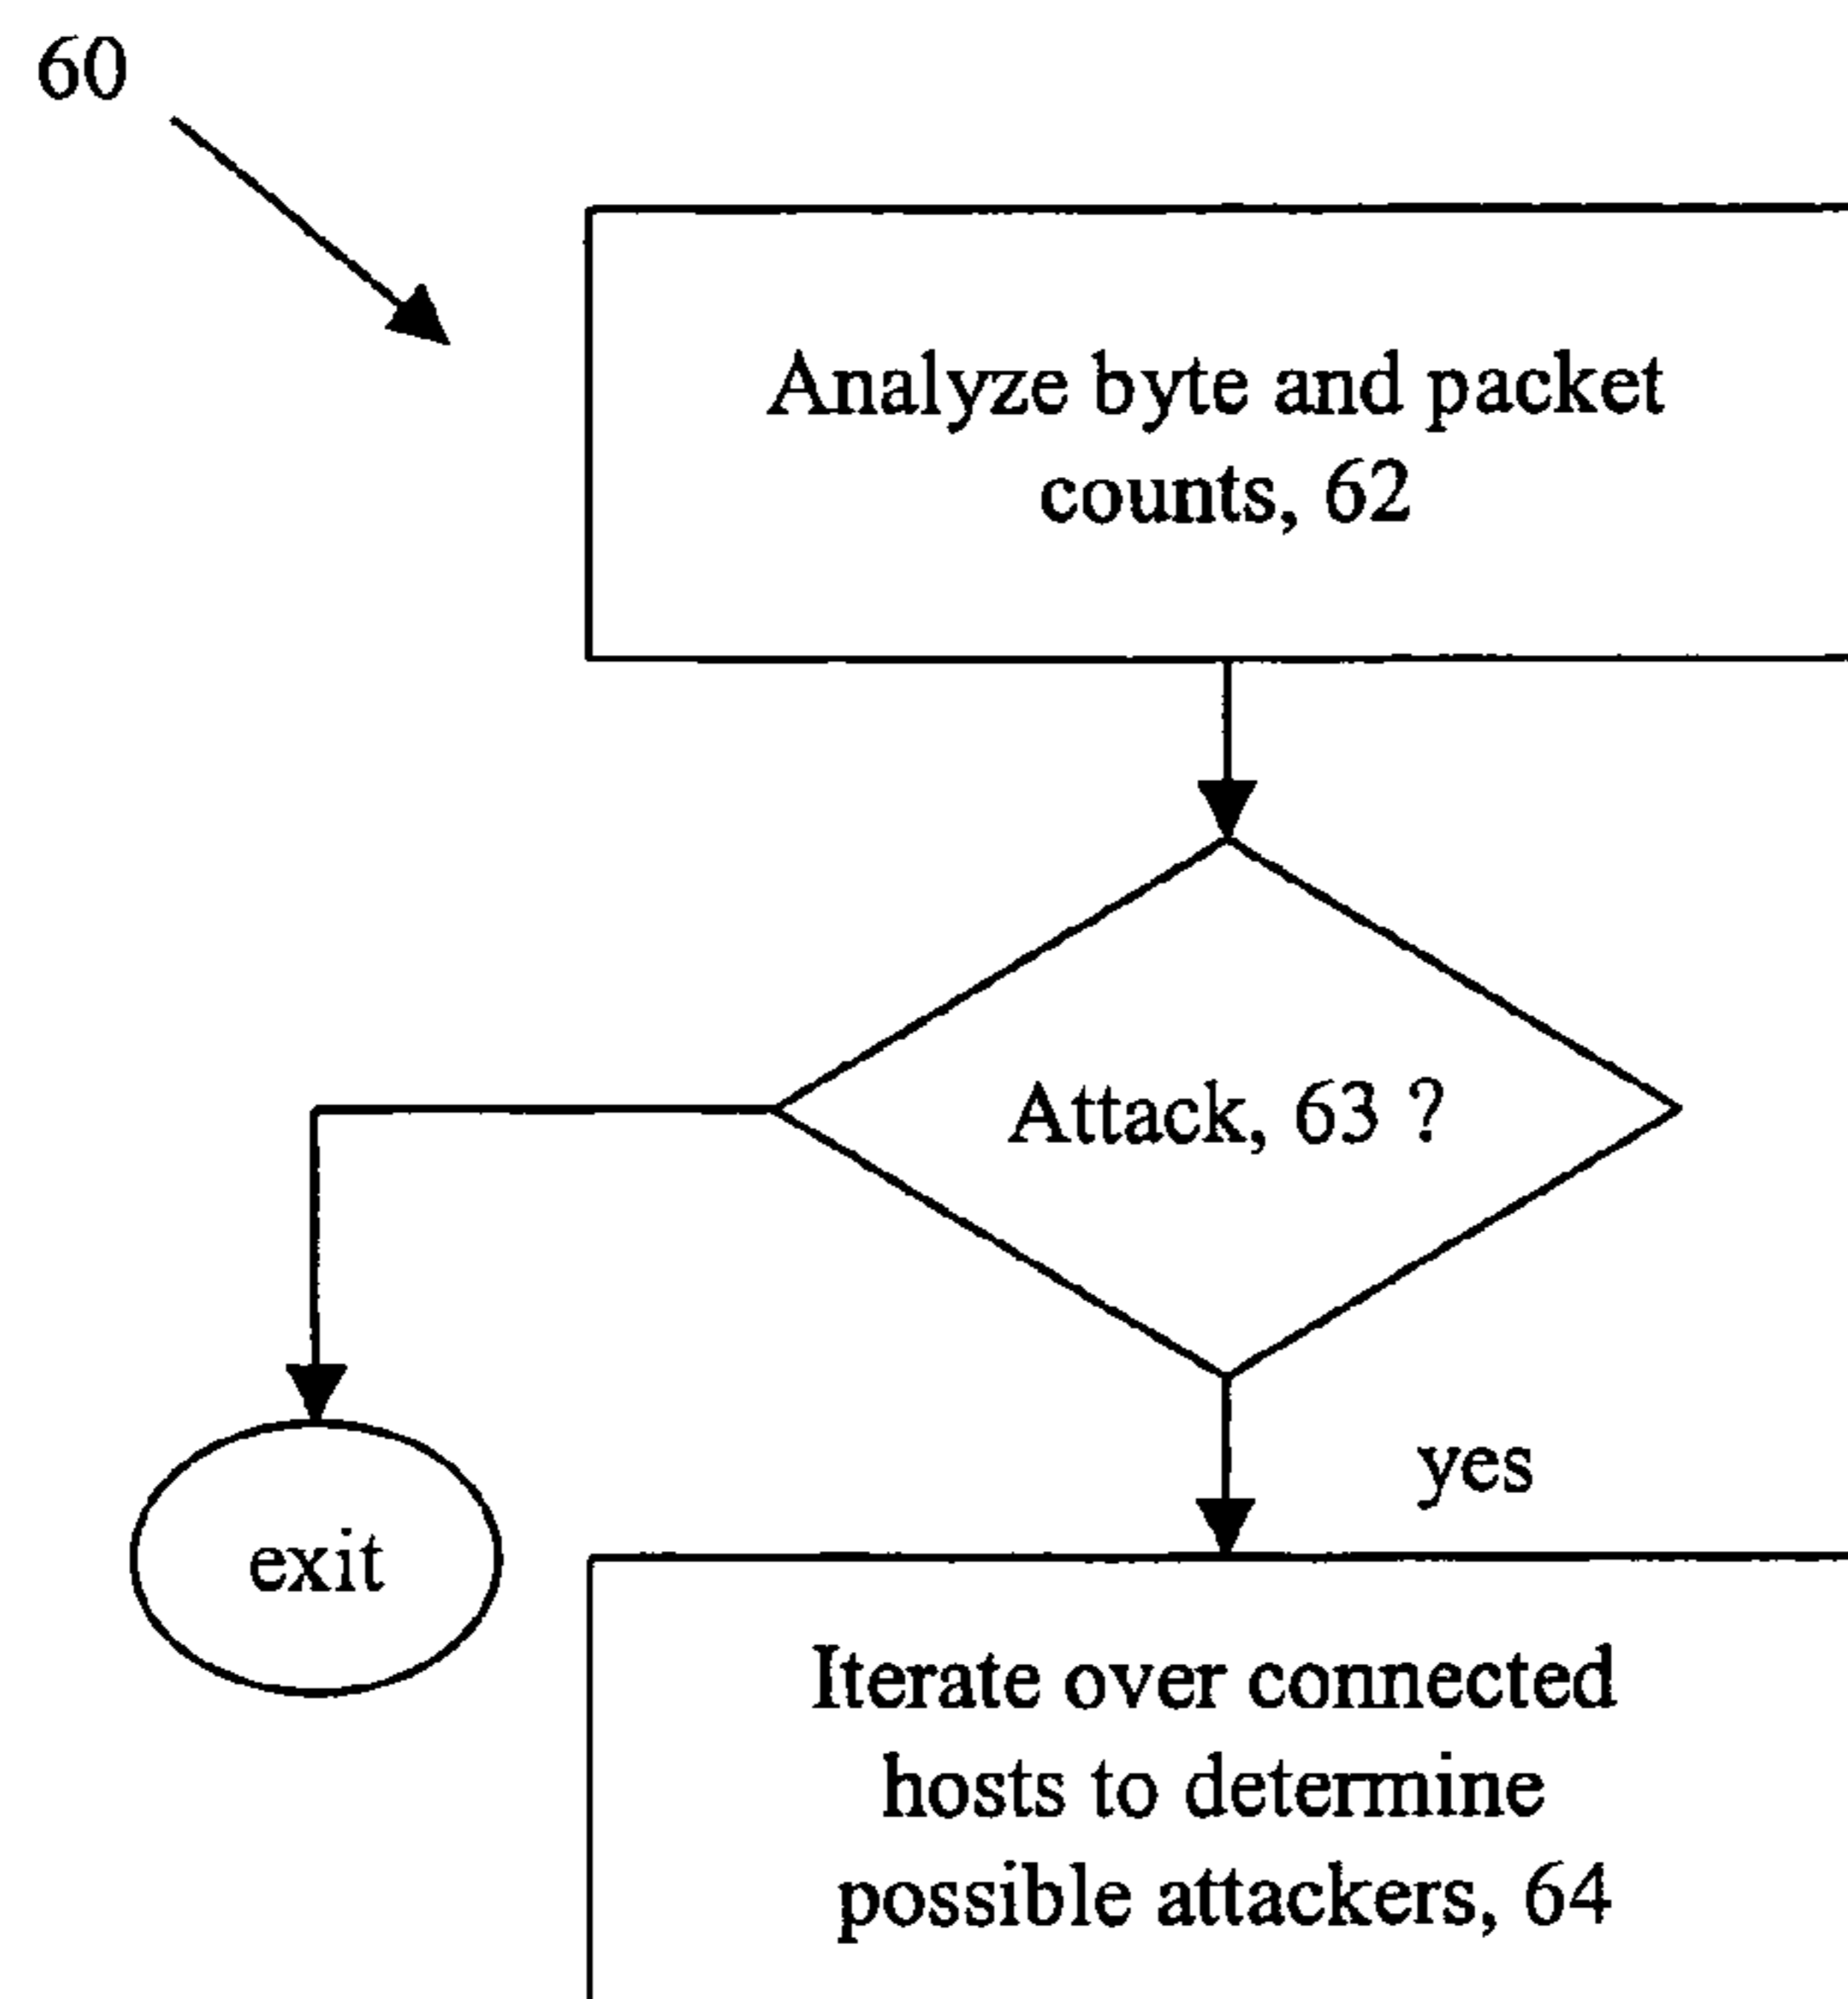 60
Analyze byte and packet
counts, 62
Attack, 63 ?
yes
exit
Iterate over connected
hosts to determine
possible attackers, 64